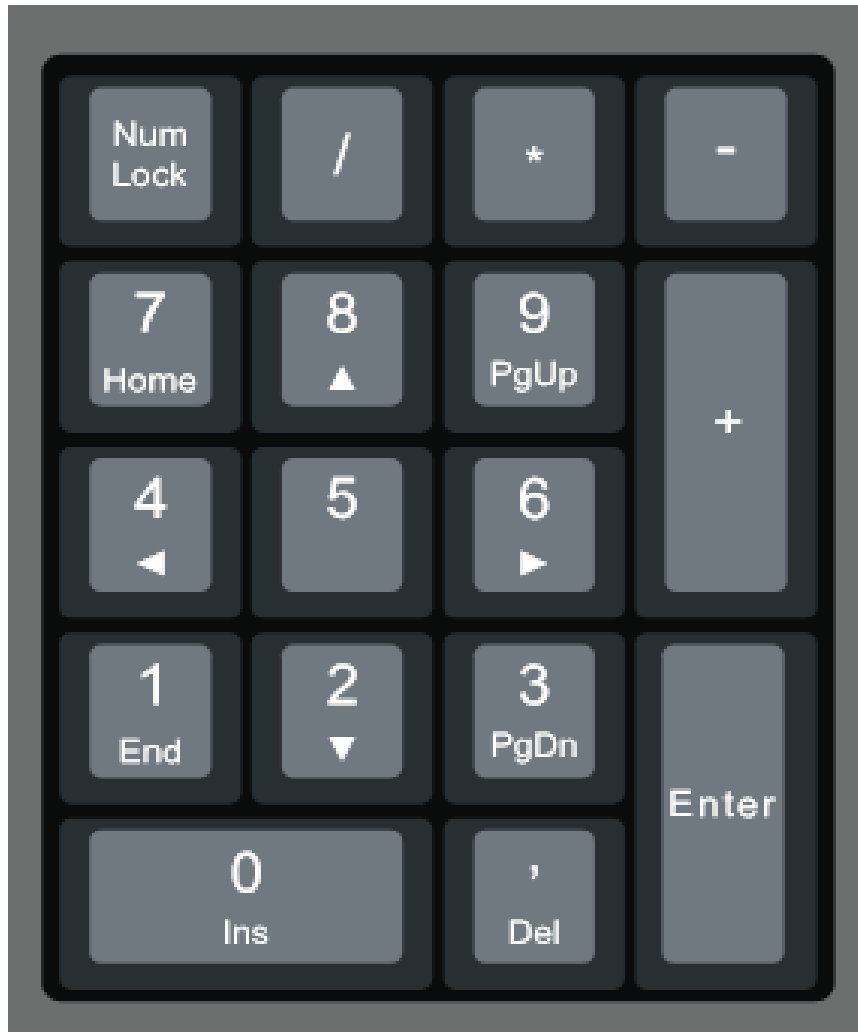 Num
Lock
/
*
-
7
Home
8
▲
9
PgUp
+
4
◄
5
6
►
1
End
2
▼
3
PgDn
Enter
0
Ins
,
Del